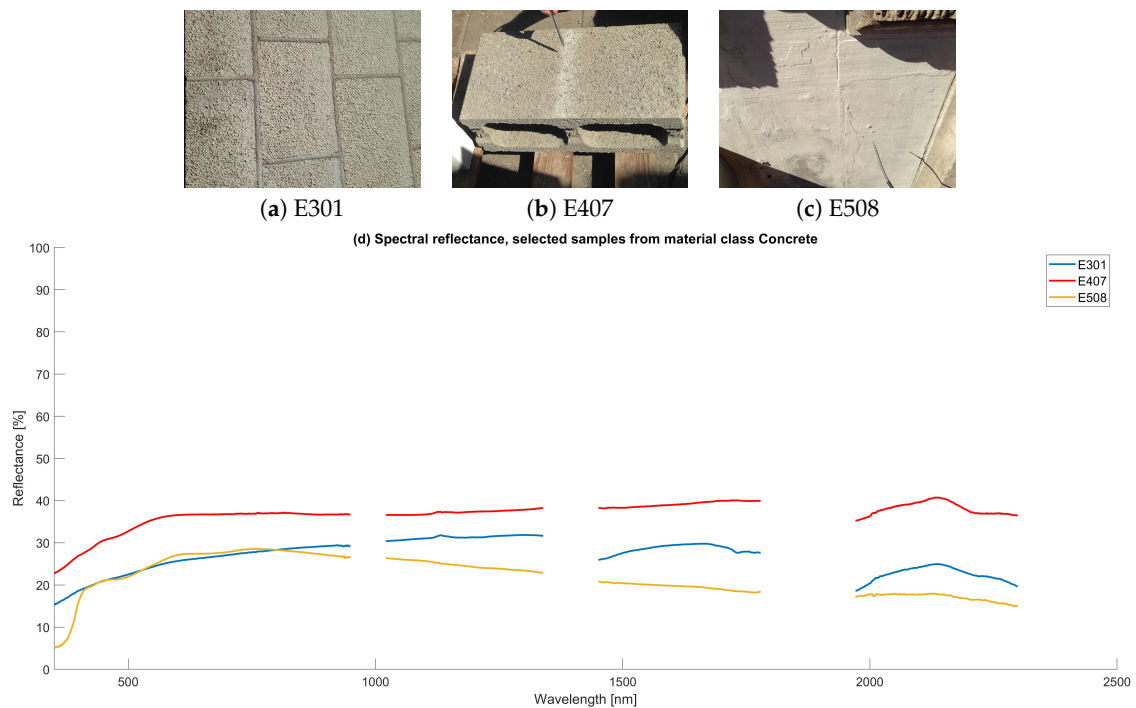 (a) E301
(b) E407
(c) E508
(d) Spectral reflectance, selected samples from material class Concrete
E301
E407
E508
100
90
80
70
60
50
40
30
20
10
0
Reflectance [%]
500
1000
1500
2000
2500
Wavelength [nm]